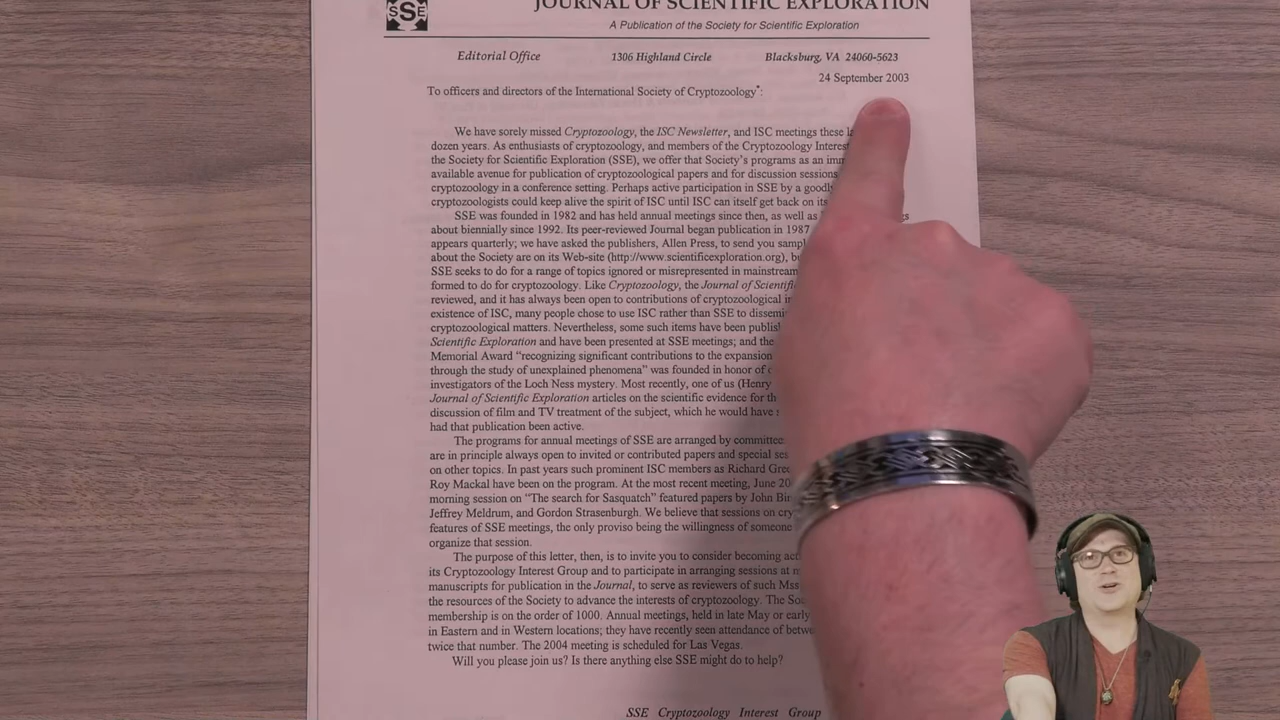 SSE
JOURNAL OF SCIENTIFIC EXPLORATION
A Publication of the Society for Scientific Exploration
Editorial Office 1306 Highland Circle Blacksburg, VA 24060-5623
24 September 2003
To officers and directors of the International Society of Cryptozoology*:
We have sorely missed Cryptozoology, the ISC Newsletter, and ISC meetings these
dozen years. As enthusiasts of cryptozoology, and members of the Cryptozoology
the Society for Scientific Exploration (SSE), we offer that Society's programs as an
available avenue for publication of cryptozoological papers and for discussion sessions
cryptozoology in a conference setting. Perhaps active participation in SSE by a
cryptozoologists could keep alive the spirit of ISC until ISC can itself get back on
SSE was founded in 1982 and has held annual meetings since then, as well as
about biennially since 1992. Its peer-reviewed Journal began publication in 1987
appears quarterly; we have asked the publishers, Allen Press, to send you
about the Society are on its Web-site (http://www.scientificexploration.org),
SSE seeks to do for a range of topics ignored or misrepresented in mainstream
formed to do for cryptozoology. Like Cryptozoology, the Journal of
reviewed, and it has always been open to contributions of cryptozoological
existence of ISC, many people chose to use ISC rather than SSE to
cryptozoological matters. Nevertheless, some such items have been
Scientific Exploration and have been presented at SSE meetings; and the
Memorial Award “recognizing significant contributions to the expansion
through the study of unexplained phenomena” was founded in honor of
investigators of the Loch Ness mystery. Most recently, one of us (Henry
Journal of Scientific Exploration articles on the scientific evidence for
discussion of film and TV treatment of the subject, which he would have
had that publication been active.
The programs for annual meetings of SSE are arranged by
are in principle always open to invited or contributed papers and special
on other topics. In past years such prominent ISC members as Richard
Roy Mackal have been on the program. At the most recent meeting, June
morning session on “The search for Sasquatch” featured papers by John
Jeffrey Meldrum, and Gordon Strasenburgh. We believe that sessions on
features of SSE meetings, the only proviso being the willingness of someone
organize that session.
The purpose of this letter, then, is to invite you to consider becoming
its Cryptozoology Interest Group and to participate in arranging sessions at
manuscripts for publication in the Journal, to serve as reviewers of such Mss
the resources of the Society to advance the interests of cryptozoology. The
membership is on the order of 1000. Annual meetings, held in late May or early
in Eastern and in Western locations; they have recently seen attendance of
twice that number. The 2004 meeting is scheduled for Las Vegas.
Will you please join us? Is there anything else SSE might do to help?
SSE Cryptozoology Interest Group